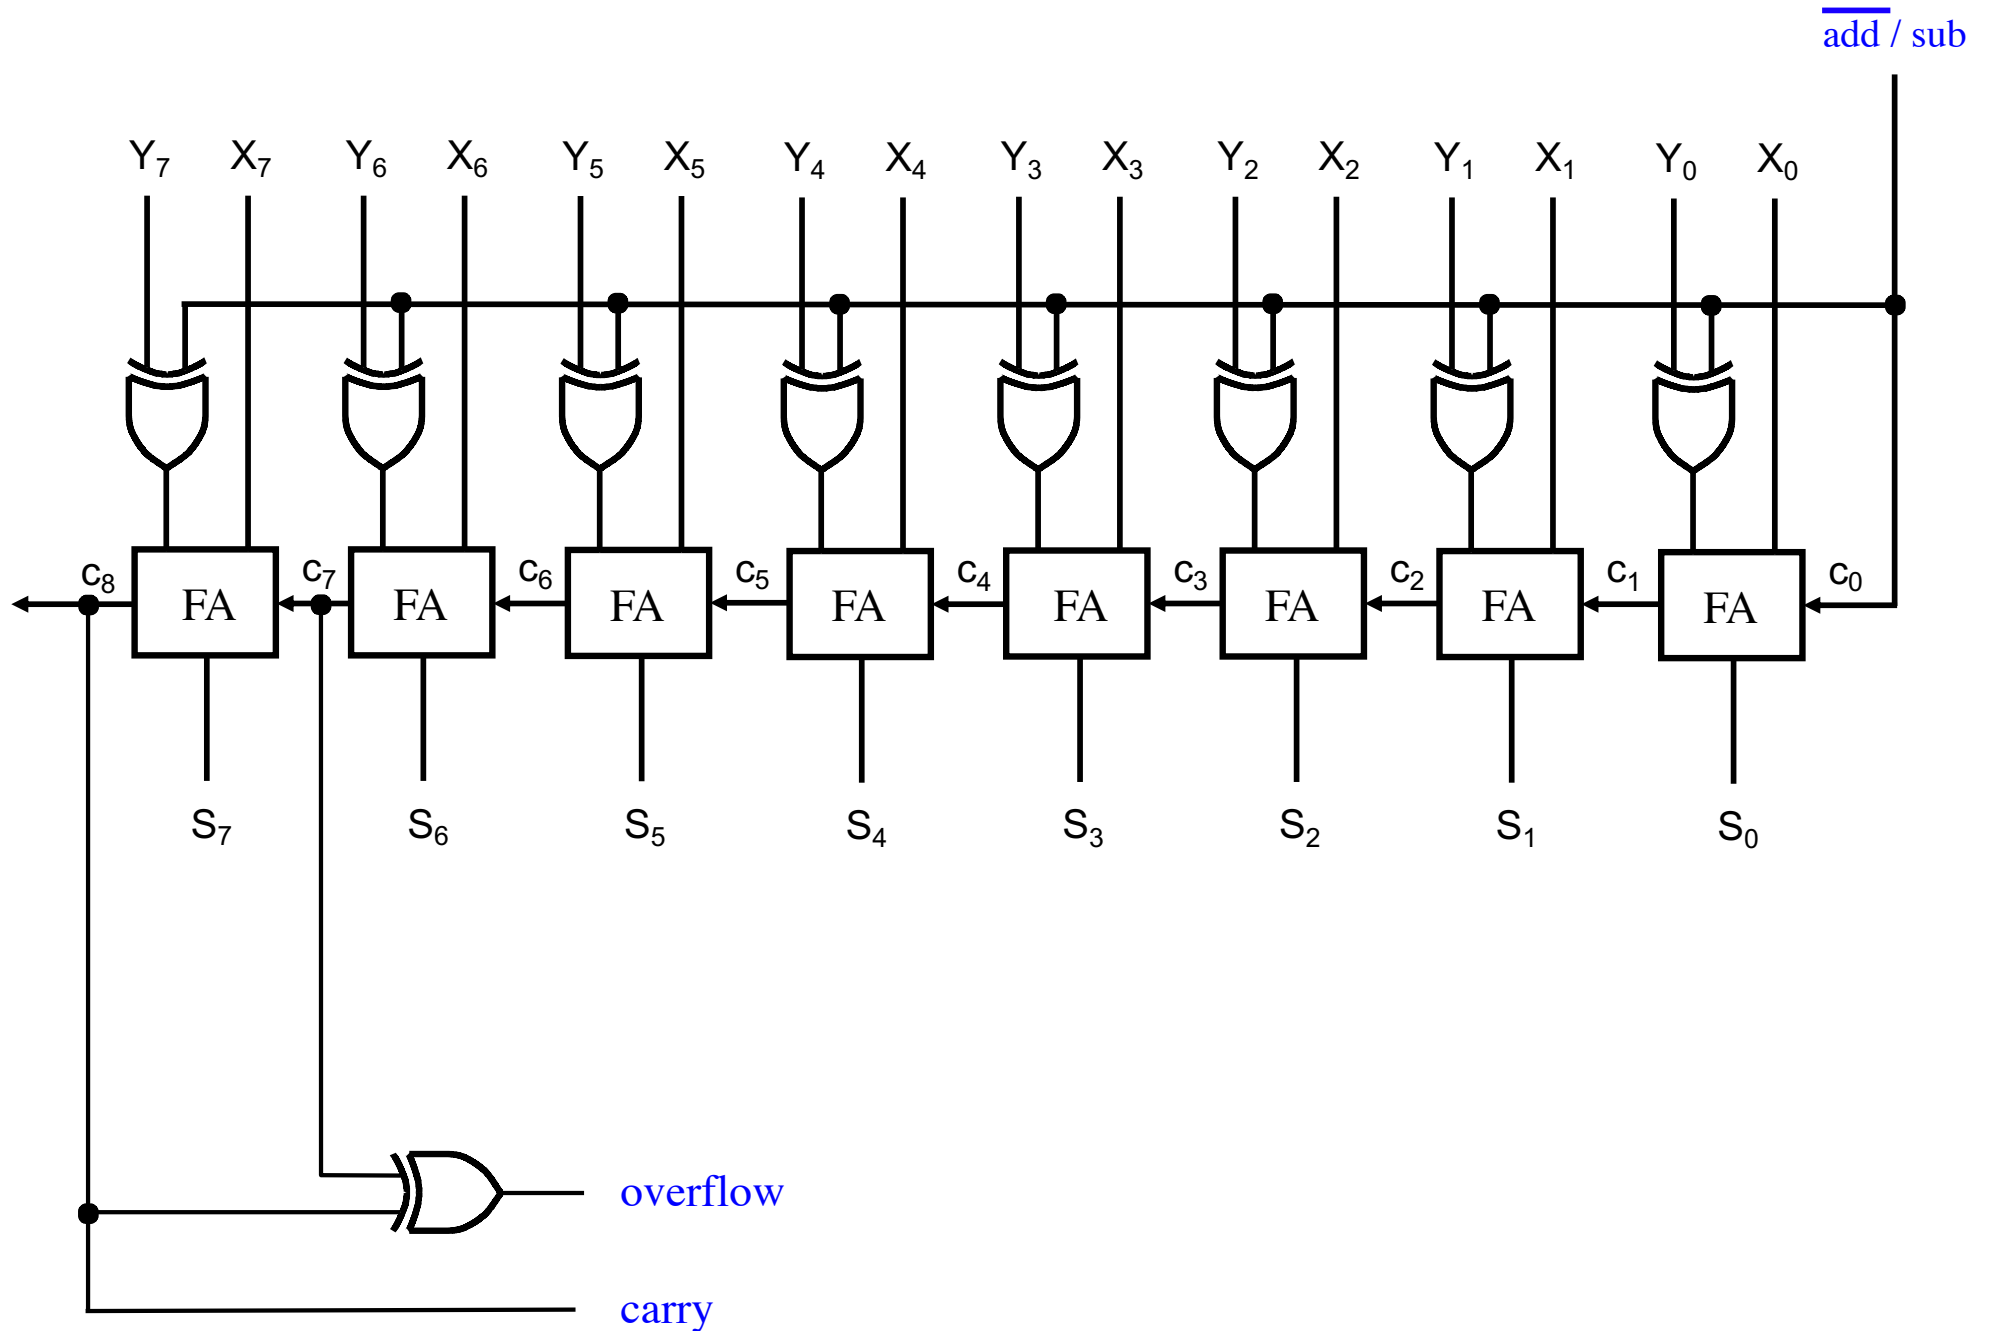 add / sub
Y₇ X₇ Y₆ X₆ Y₅ X₅ Y₄ X₄ Y₃ X₃ Y₂ X₂ Y₁ X₁ Y₀ X₀
c₈ c₇ c₆ c₅ c₄ c₃ c₂ c₁ c₀
FA FA FA FA FA FA FA FA
S₇ S₆ S₅ S₄ S₃ S₂ S₁ S₀
overflow
carry